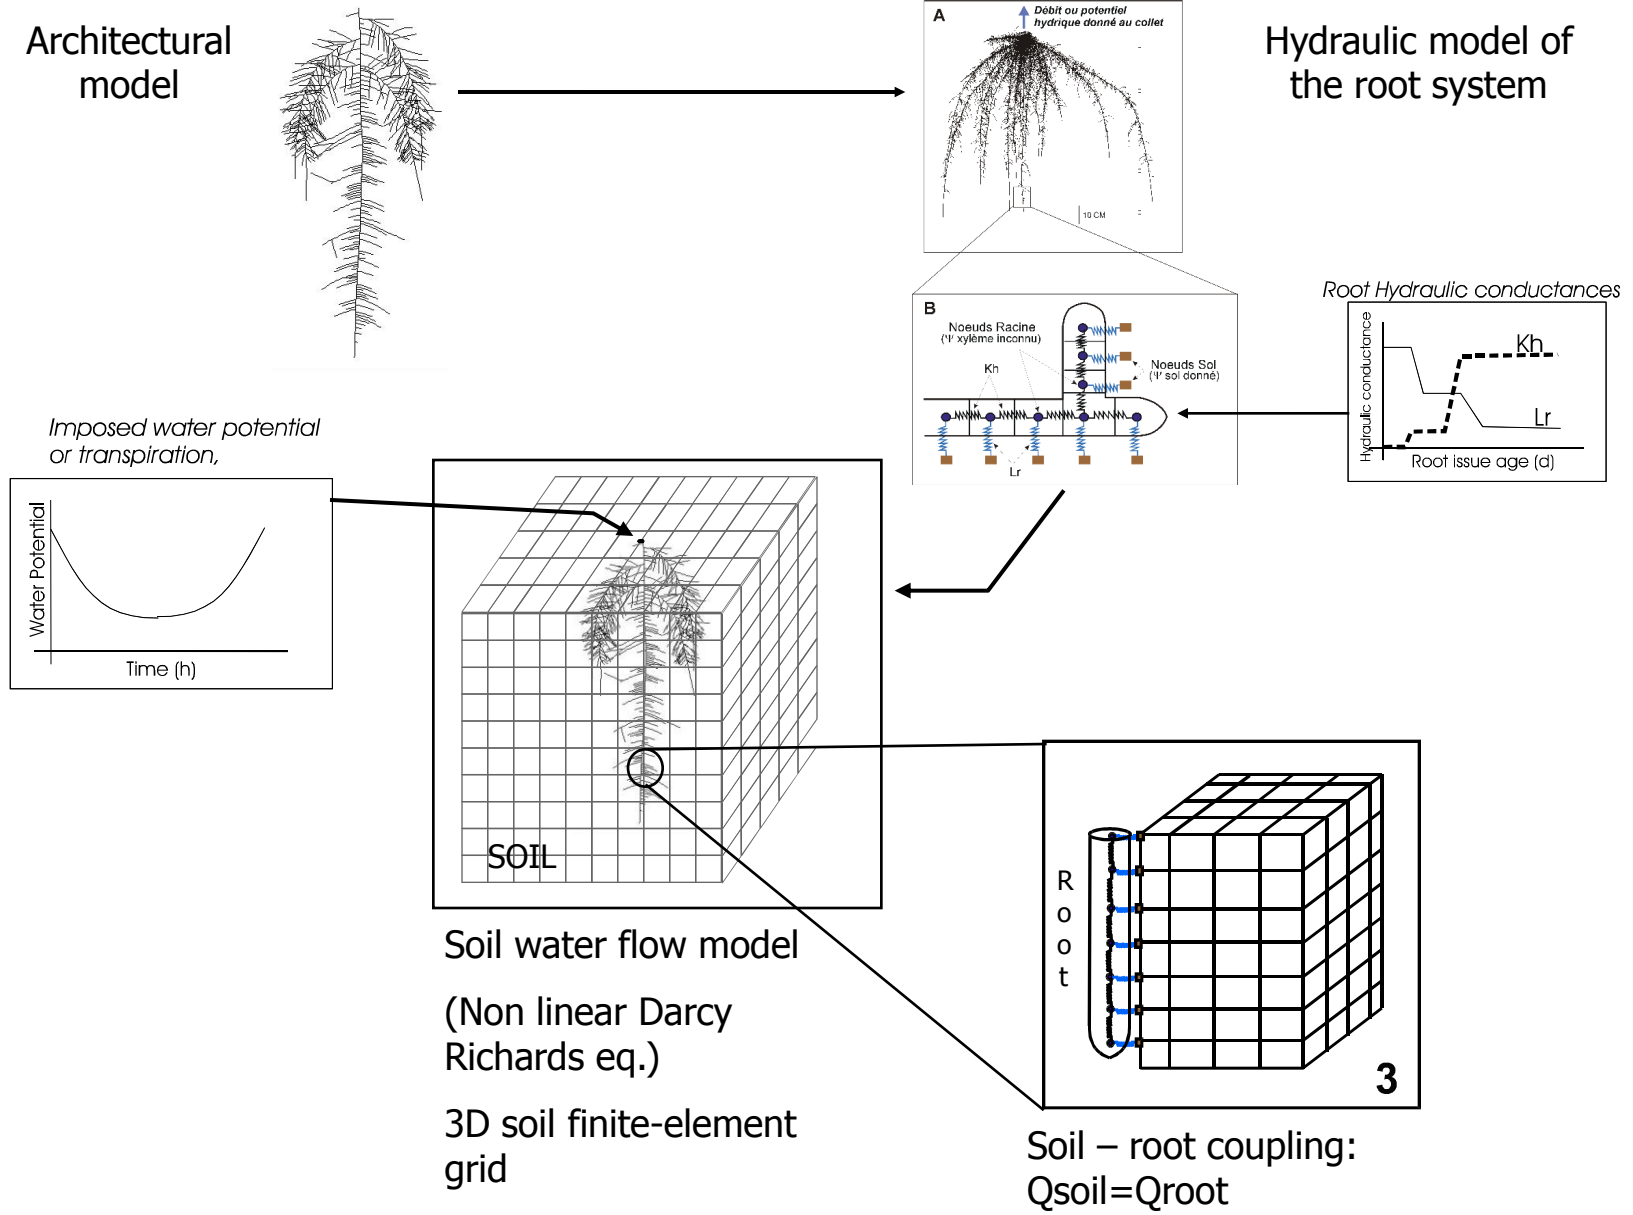 Architectural
model
A
Débit ou potentiel
hydrique donné au collet
10 CM
Hydraulic model of
the root system
B
Noeuds Racine
(Ψ xylème inconnu)
Kh
Noeuds Sol
(Ψ sol donné)
Lr
Root Hydraulic conductances
Hydraulic conductance
Kh
Lr
Root issue age (d)
Imposed water potential
or transpiration,
Water Potential
Time (h)
SOIL
Soil water flow model
(Non linear Darcy
Richards eq.)
3D soil finite-element
grid
R
o
o
t
3
Soil – root coupling:
Qsoil=Qroot